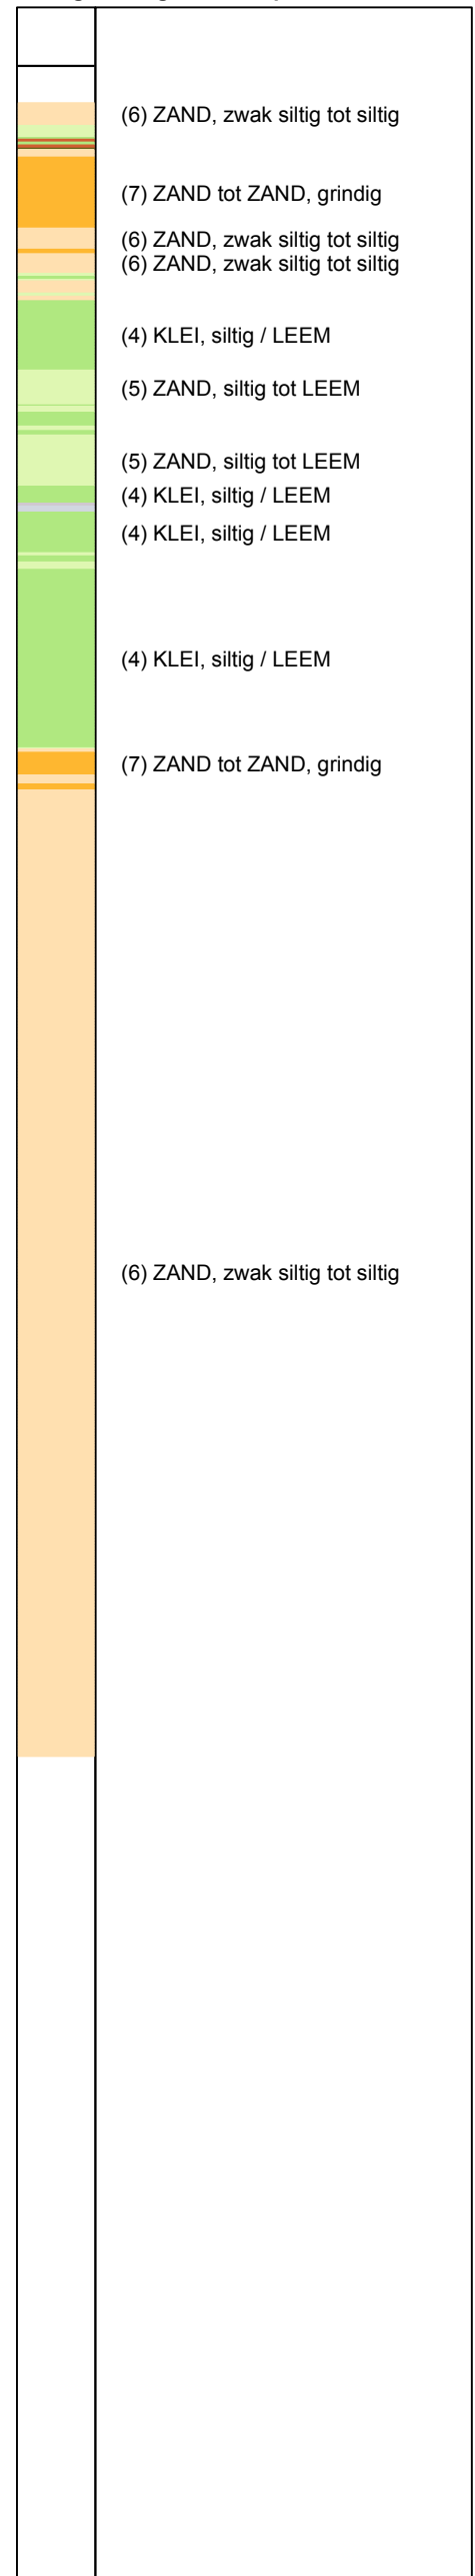 (6) ZAND, zwak siltig tot siltig
(7) ZAND tot ZAND, grindig
(6) ZAND, zwak siltig tot siltig
(6) ZAND, zwak siltig tot siltig
(4) KLEI, siltig / LEEM
(5) ZAND, siltig tot LEEM
(5) ZAND, siltig tot LEEM
(4) KLEI, siltig / LEEM
(4) KLEI, siltig / LEEM
(4) KLEI, siltig / LEEM
(7) ZAND tot ZAND, grindig
(6) ZAND, zwak siltig tot siltig